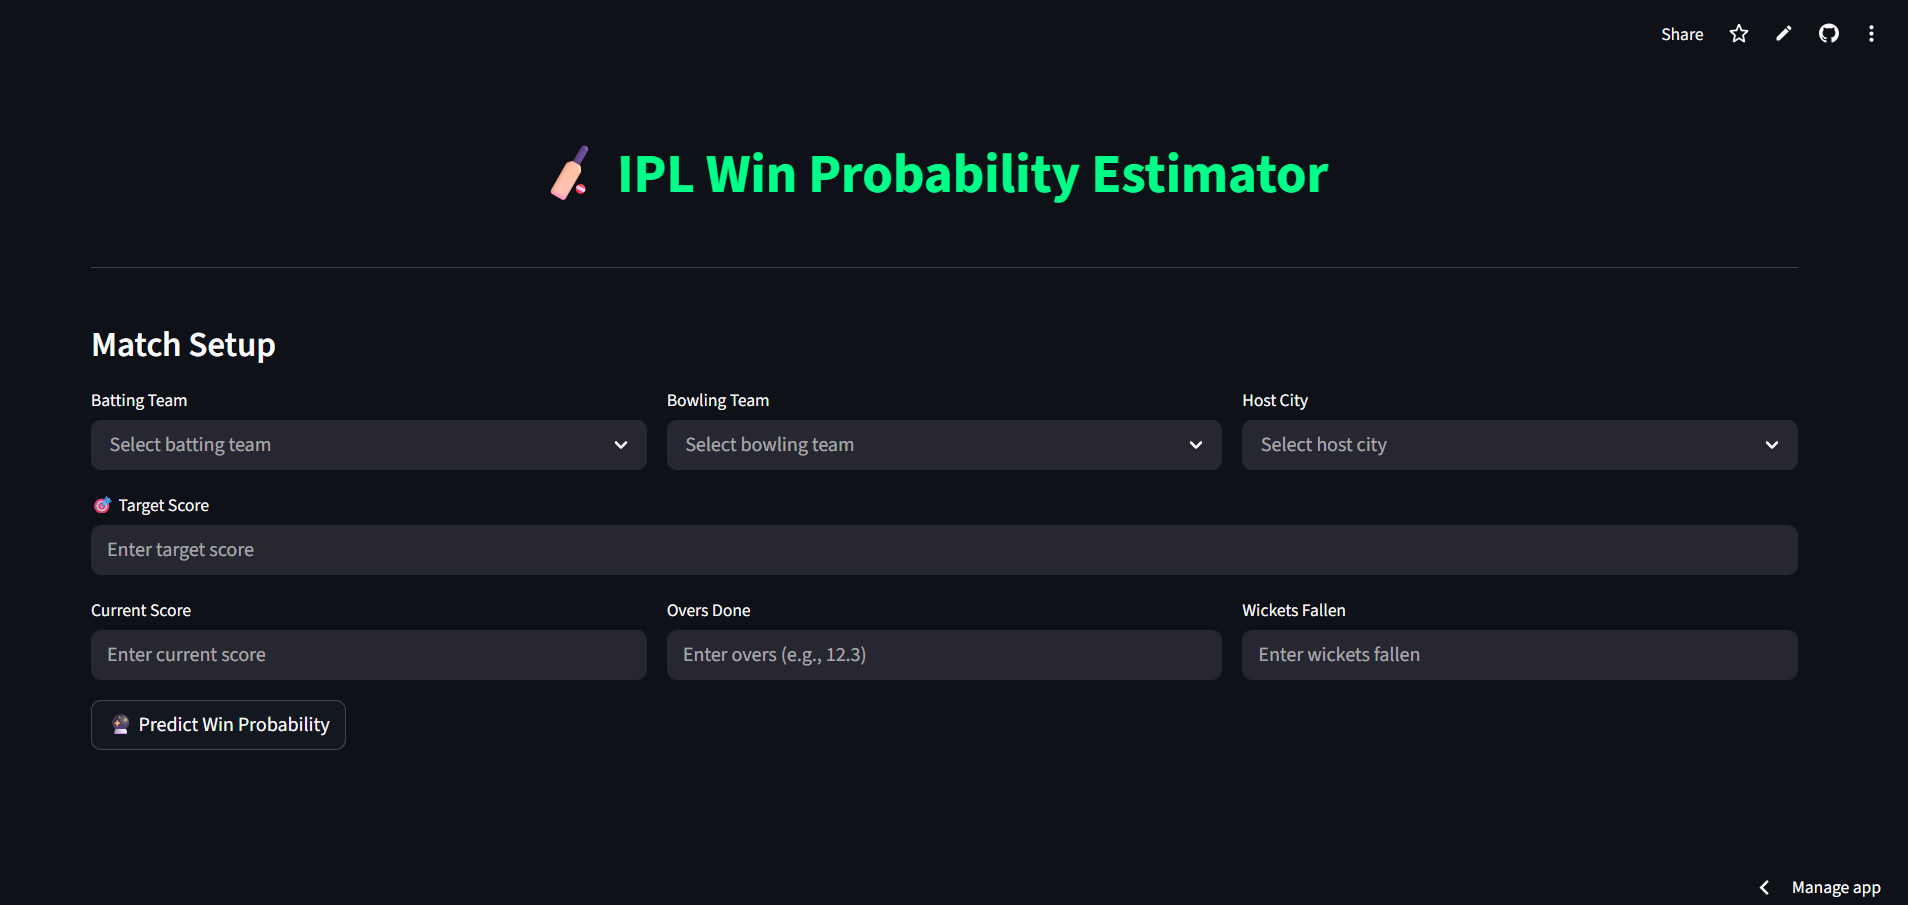 Share
IPL Win Probability Estimator
Match Setup
Batting Team
Bowling Team
Host City
Select batting team
Select bowling team
Select host city
Target Score
Enter target score
Current Score
Overs Done
Wickets Fallen
Enter current score
Enter overs (e.g., 12.3)
Enter wickets fallen
Predict Win Probability
Manage app